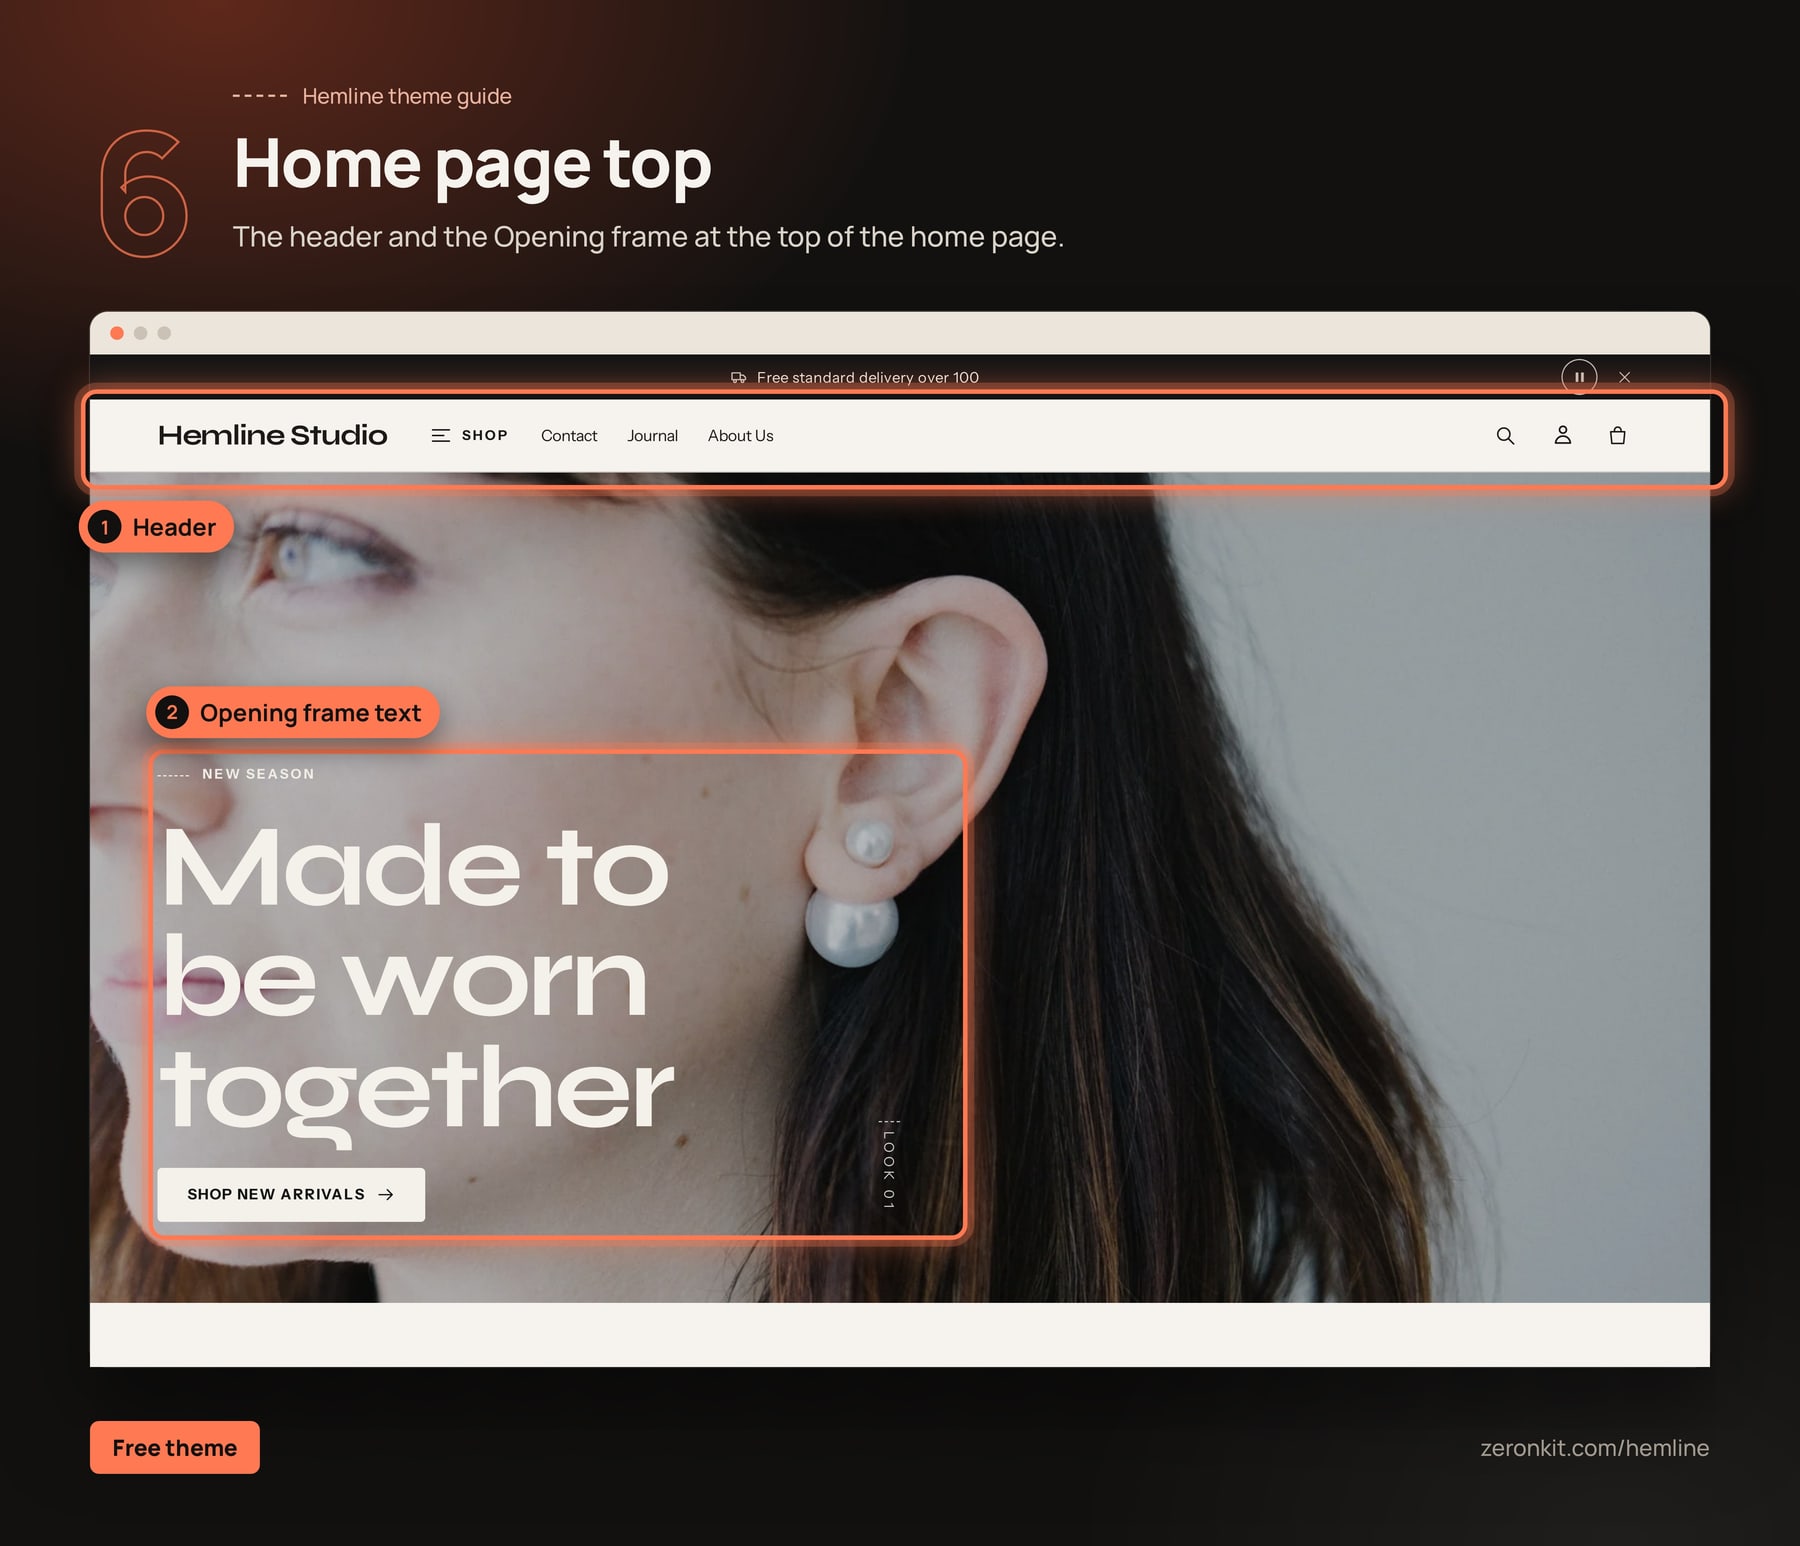 Hemline theme guide
6
Home page top
The header and the Opening frame at the top of the home page.
Free standard delivery over 100
Hemline Studio SHOP Contact Journal About Us
1 Header
2 Opening frame text
NEW SEASON
Made to
be worn
together
LOOK 01
SHOP NEW ARRIVALS →
Free theme
zeronkit.com/hemline